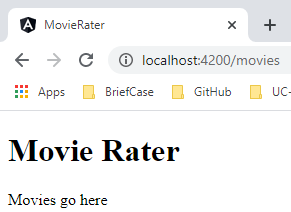 MovieRater
localhost:4200/movies
Apps BriefCase GitHub UC-
Movie Rater
Movies go here